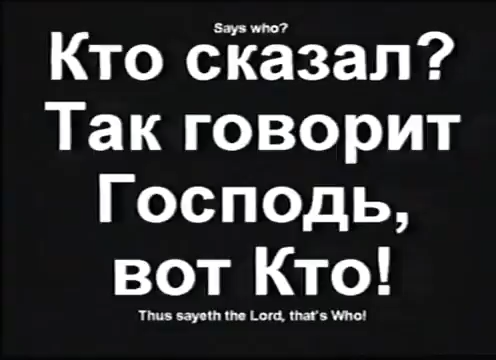 Says who?
Кто сказал?
Так говорит
Господь,
вот Кто!
Thus sayeth the Lord, that's Who!